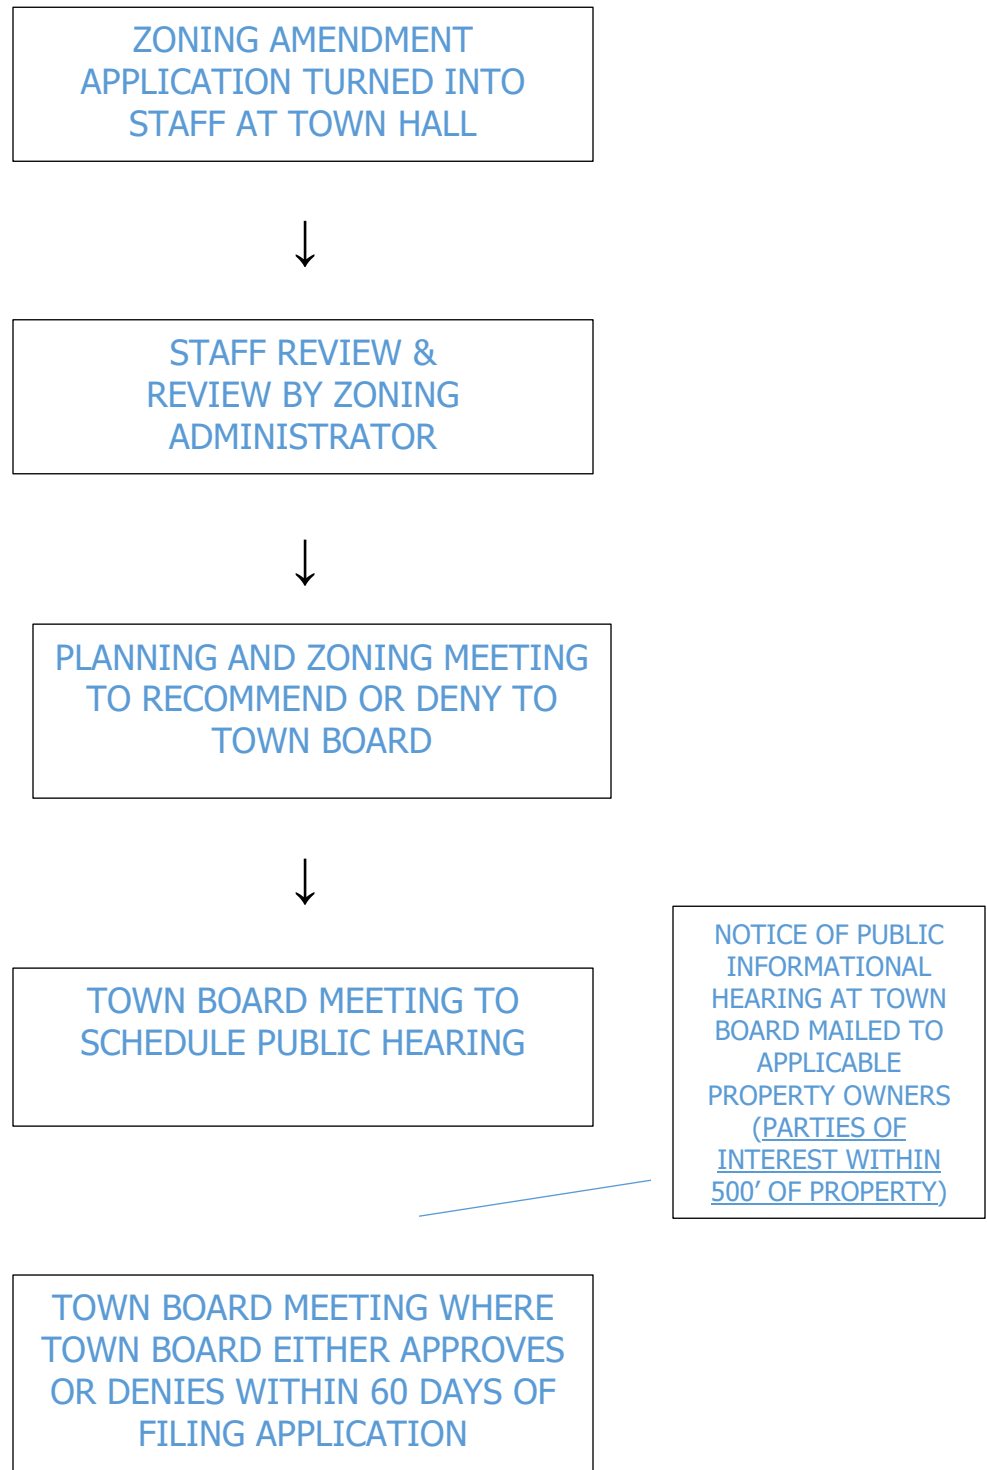 ZONING AMENDMENT
APPLICATION TURNED INTO
STAFF AT TOWN HALL
↓
STAFF REVIEW &
REVIEW BY ZONING
ADMINISTRATOR
↓
PLANNING AND ZONING MEETING
TO RECOMMEND OR DENY TO
TOWN BOARD
↓
TOWN BOARD MEETING TO
SCHEDULE PUBLIC HEARING
NOTICE OF PUBLIC
INFORMATIONAL
HEARING AT TOWN
BOARD MAILED TO
APPLICABLE
PROPERTY OWNERS
(PARTIES OF
INTEREST WITHIN
500’ OF PROPERTY)
TOWN BOARD MEETING WHERE
TOWN BOARD EITHER APPROVES
OR DENIES WITHIN 60 DAYS OF
FILING APPLICATION